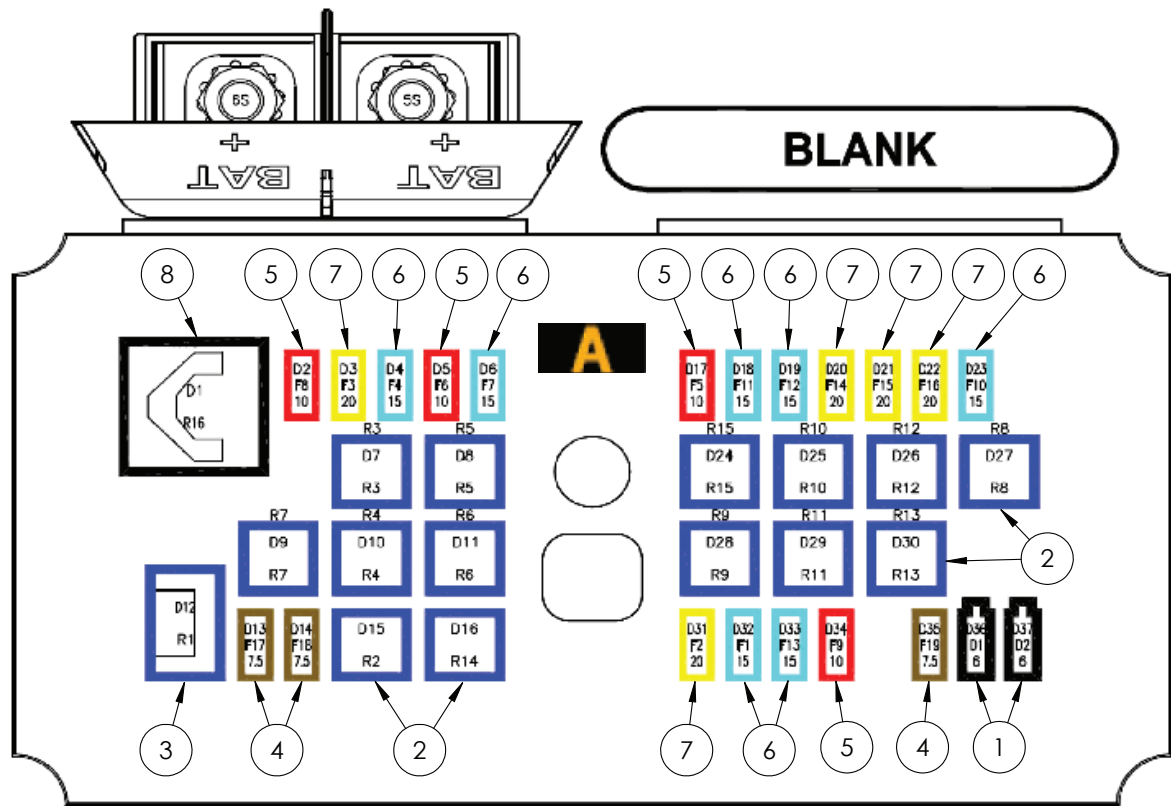 6S
5S
+
+
BAT
BAT
BLANK
8
5
7
6
5
6
5
6
6
7
7
7
6
A
D1
R16
D2
F8
10
D3
F3
20
D4
F4
15
D5
F6
10
D6
F7
15
D17
F5
10
D18
F11
15
D19
F12
15
D20
F14
20
D21
F15
20
D22
F16
20
D23
F10
15
R3
R5
R15
R10
R12
R8
D7
R3
D8
R5
D24
R15
D25
R10
D26
R12
D27
R8
R7
R4
R6
R9
R11
R13
D9
R7
D10
R4
D11
R6
D28
R9
D29
R11
D30
R13
2
D12
R1
D13
F17
7.5
D14
F18
7.5
D15
R2
D16
R14
D31
F2
20
D32
F1
15
D33
F13
15
D34
F9
10
D35
F19
7.5
D36
D1
6
D37
D2
6
3
4
2
7
6
5
4
1